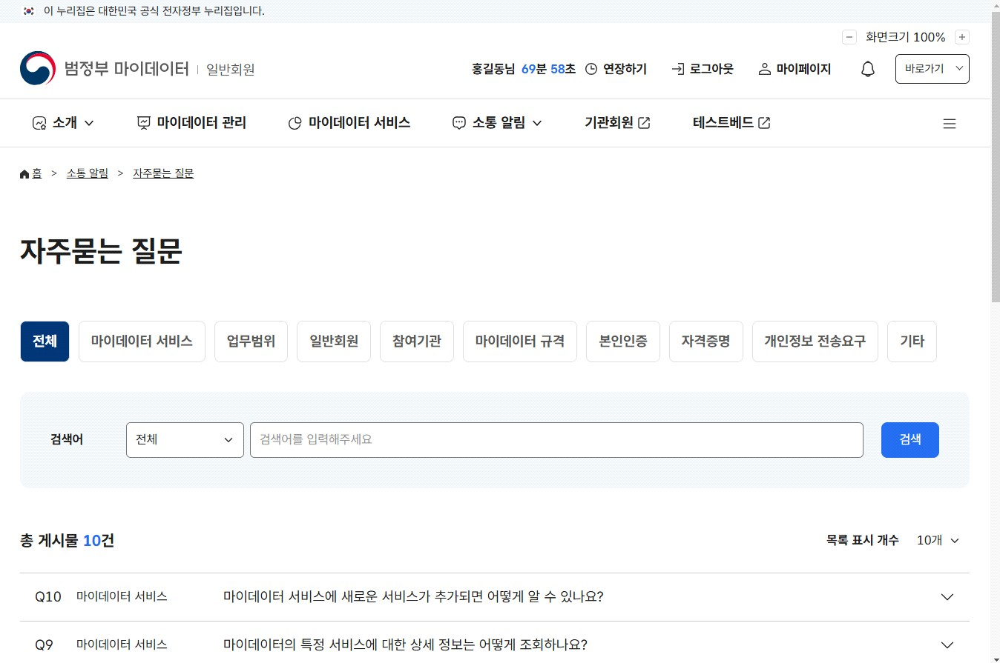 이 누리집은 대한민국 공식 전자정부 누리집입니다.
화면크기 100%
범정부 마이데이터 일반회원
홍길동님 69분 58초 연장하기 로그아웃 마이페이지 바로가기
소개 마이데이터 관리 마이데이터 서비스 소통 알림 기관회원 테스트베드
홈 > 소통 알림 > 자주묻는 질문
자주묻는 질문
전체 마이데이터 서비스 업무범위 일반회원 참여기관 마이데이터 규격 본인인증 자격증명 개인정보 전송요구 기타
검색어 전체 검색어를 입력해주세요 검색
총 게시물 10건 목록 표시 개수 10개
Q10 마이데이터 서비스 마이데이터 서비스에 새로운 서비스가 추가되면 어떻게 알 수 있나요?
Q9 마이데이터 서비스 마이데이터의 특정 서비스에 대한 상세 정보는 어떻게 조회하나요?